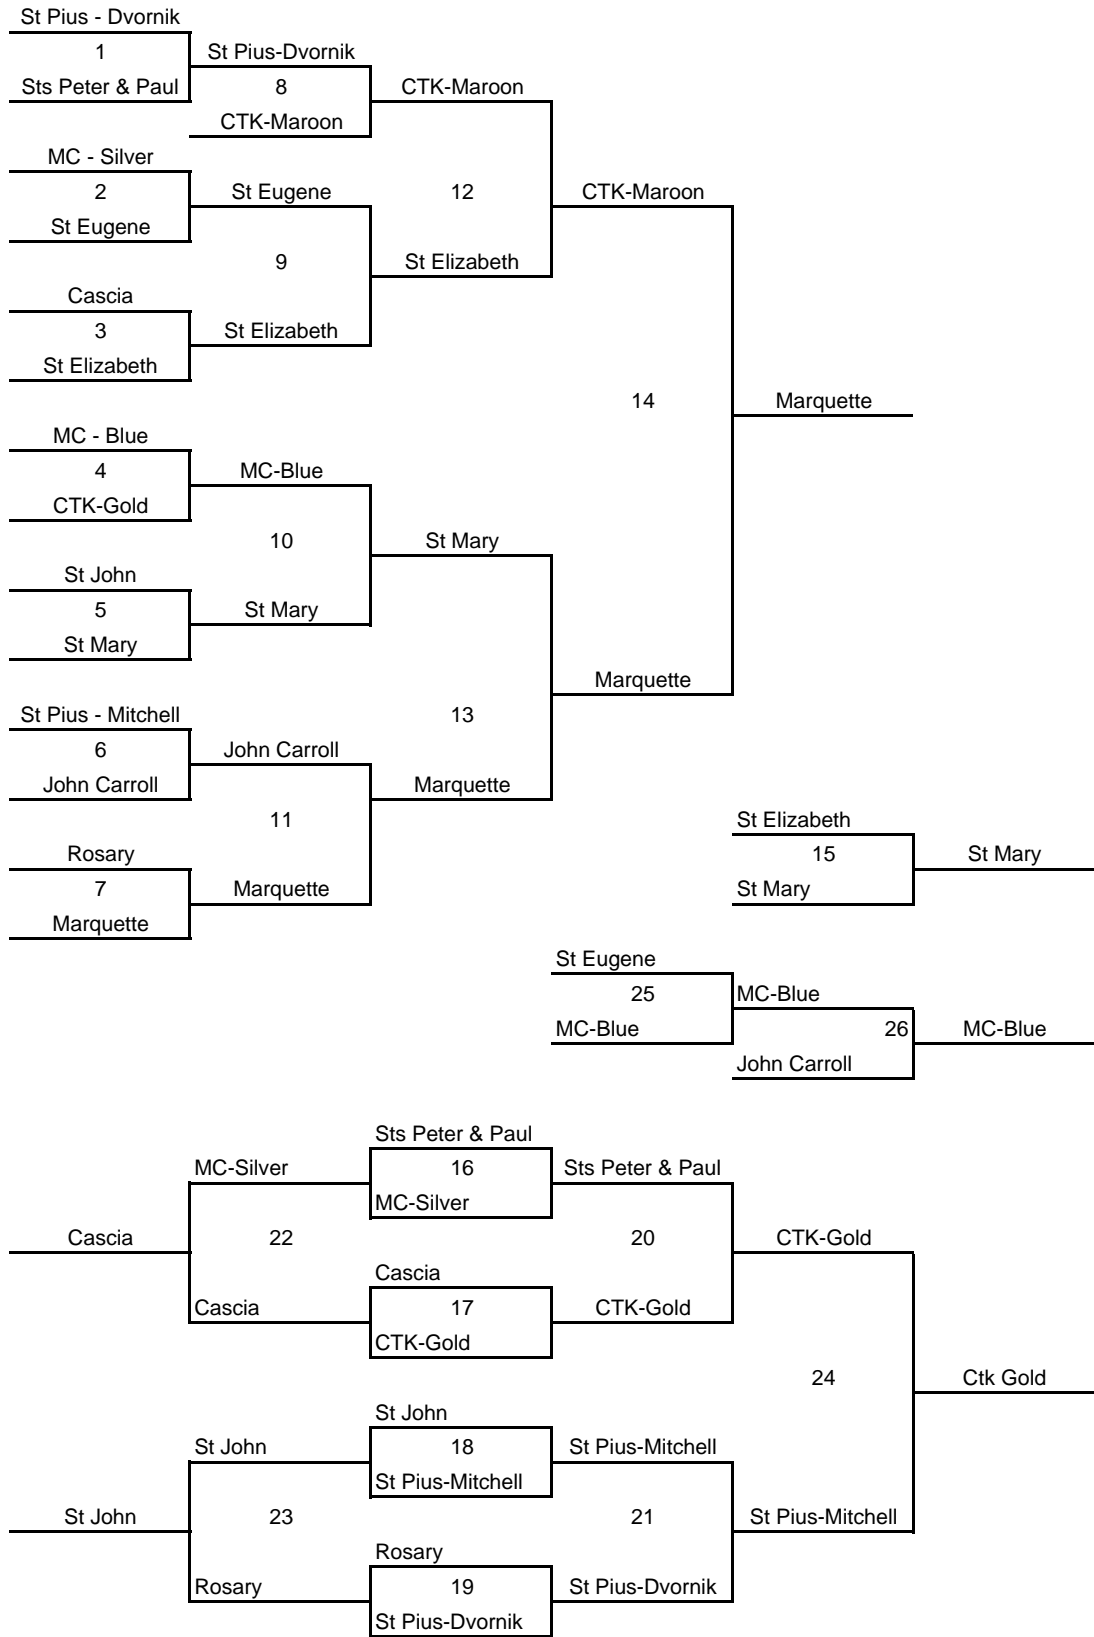 St Pius - Dvornik
1
St Pius-Dvornik
Sts Peter & Paul
8
CTK-Maroon
CTK-Maroon
MC - Silver
2
St Eugene
12
CTK-Maroon
St Eugene
9
St Elizabeth
Cascia
3
St Elizabeth
St Elizabeth
14
Marquette
MC - Blue
4
MC-Blue
CTK-Gold
10
St Mary
St John
5
St Mary
St Mary
Marquette
St Pius - Mitchell
13
6
John Carroll
John Carroll
Marquette
11
St Elizabeth
Rosary
15
St Mary
7
Marquette
St Mary
Marquette
St Eugene
25
MC-Blue
MC-Blue
26
MC-Blue
John Carroll
Sts Peter & Paul
MC-Silver
16
Sts Peter & Paul
MC-Silver
Cascia
22
20
CTK-Gold
Cascia
Cascia
17
CTK-Gold
CTK-Gold
24
Ctk Gold
St John
St John
18
St Pius-Mitchell
St Pius-Mitchell
St John
23
21
St Pius-Mitchell
Rosary
Rosary
19
St Pius-Dvornik
St Pius-Dvornik